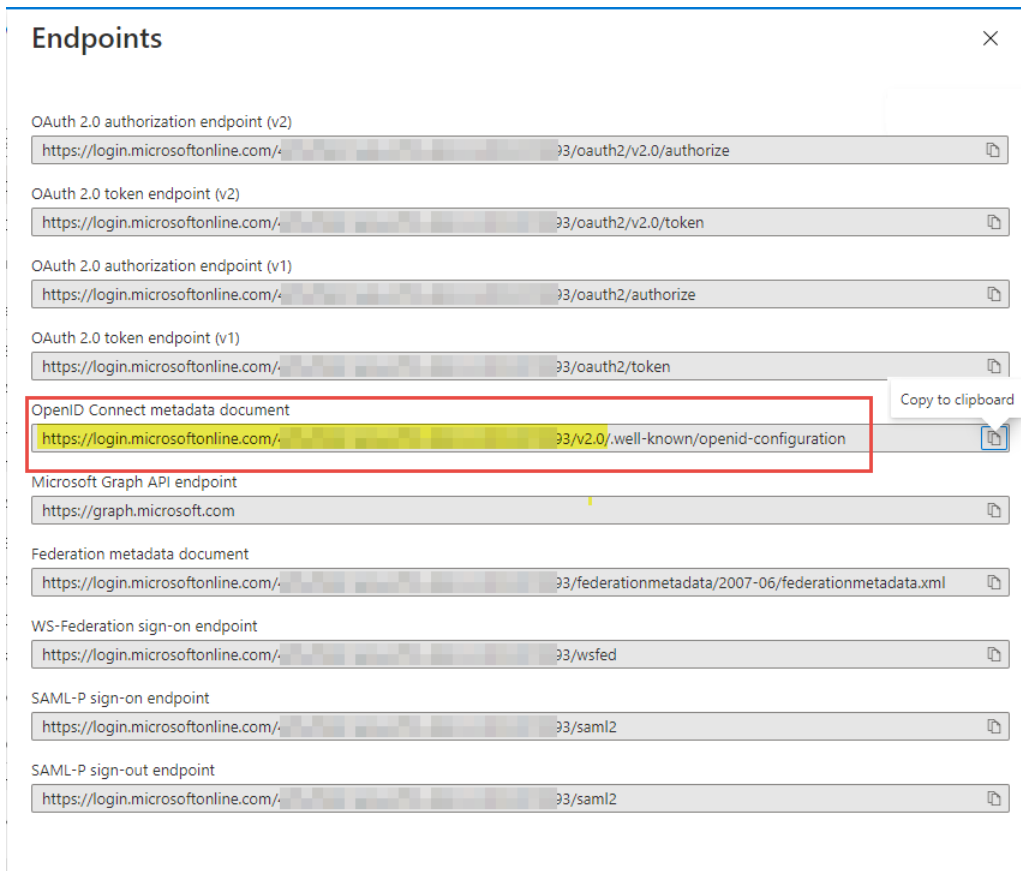 Endpoints
OAuth 2.0 authorization endpoint (v2)
https://login.microsoftonline.com/ 93/oauth2/v2.0/authorize
OAuth 2.0 token endpoint (v2)
https://login.microsoftonline.com/ 93/oauth2/v2.0/token
OAuth 2.0 authorization endpoint (v1)
https://login.microsoftonline.com/ 93/oauth2/authorize
OAuth 2.0 token endpoint (v1)
https://login.microsoftonline.com/ 93/oauth2/token
Copy to clipboard
OpenID Connect metadata document
https://login.microsoftonline.com/ 93/v2.0/.well-known/openid-configuration
Microsoft Graph API endpoint
https://graph.microsoft.com
Federation metadata document
https://login.microsoftonline.com/ 93/federationmetadata/2007-06/federationmetadata.xml
WS-Federation sign-on endpoint
https://login.microsoftonline.com/ 93/wsfed
SAML-P sign-on endpoint
https://login.microsoftonline.com/ 93/saml2
SAML-P sign-out endpoint
https://login.microsoftonline.com/ 93/saml2